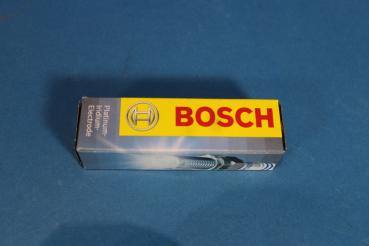 Platinum-
Iridium-
Electrode
BOSCH